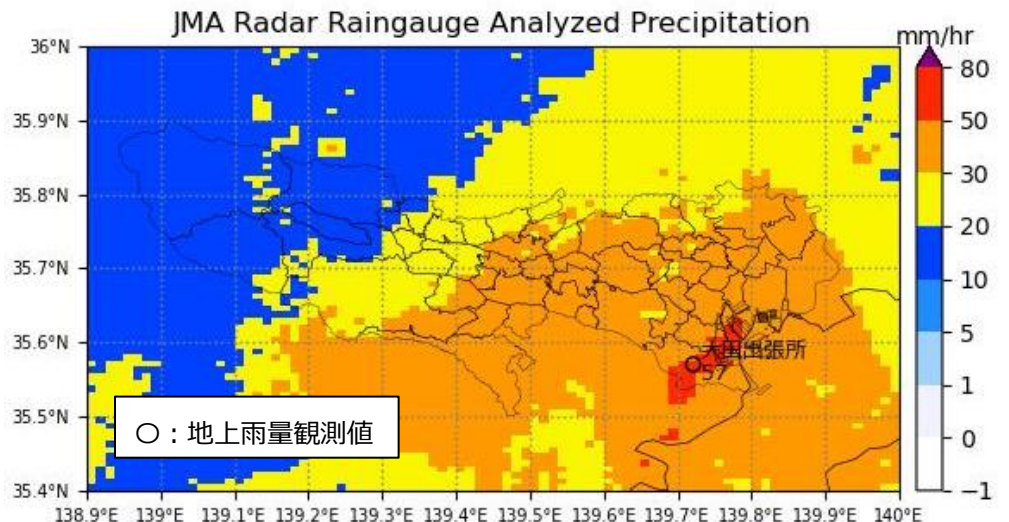 JMA Radar Raingauge Analyzed Precipitation
mm/hr
36°N
35.9°N
35.8°N
35.7°N
35.6°N
35.5°N
35.4°N
80
50
30
20
10
5
1
0
−1
大田出張所
57
○：地上雨量観測値
138.9°E 139°E 139.1°E 139.2°E 139.3°E 139.4°E 139.5°E 139.6°E 139.7°E 139.8°E 139.9°E 140°E